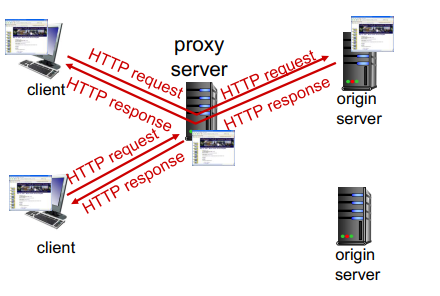 proxy
server
HTTP request
HTTP response
client
HTTP request
HTTP response
origin
server
HTTP request
HTTP response
client
origin
server